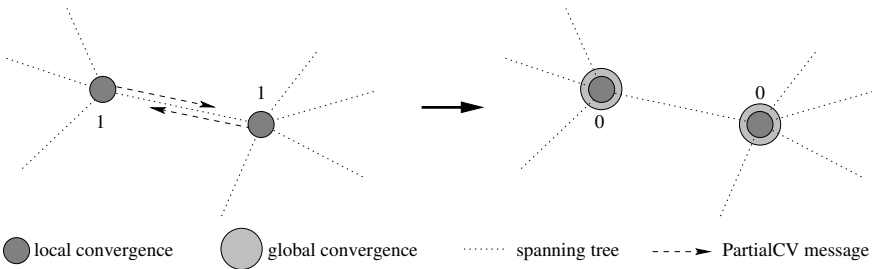 1
1
0
0
local convergence
global convergence
spanning tree
PartialCV message